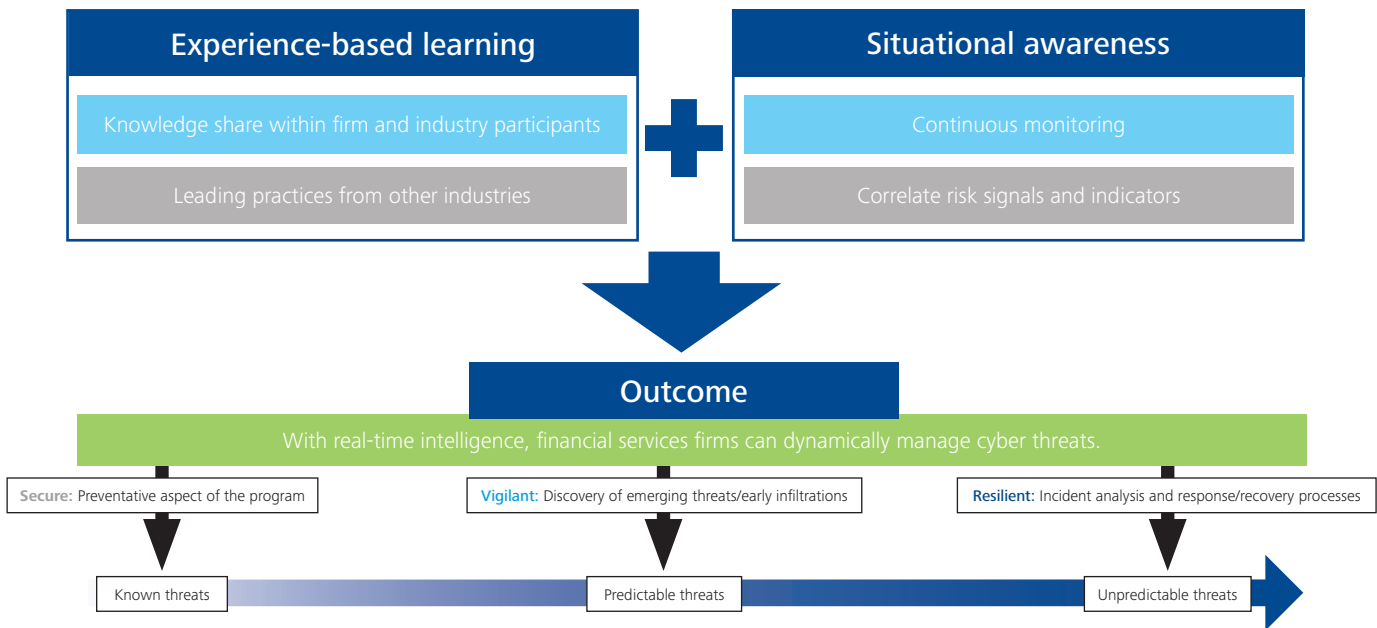 Experience-based learning
Knowledge share within firm and industry participants
Leading practices from other industries
Situational awareness
Continuous monitoring
Correlate risk signals and indicators
Outcome
With real-time intelligence, financial services firms can dynamically manage cyber threats.
Secure: Preventative aspect of the program
Vigilant: Discovery of emerging threats/early infiltrations
Resilient: Incident analysis and response/recovery processes
Known threats
Predictable threats
Unpredictable threats